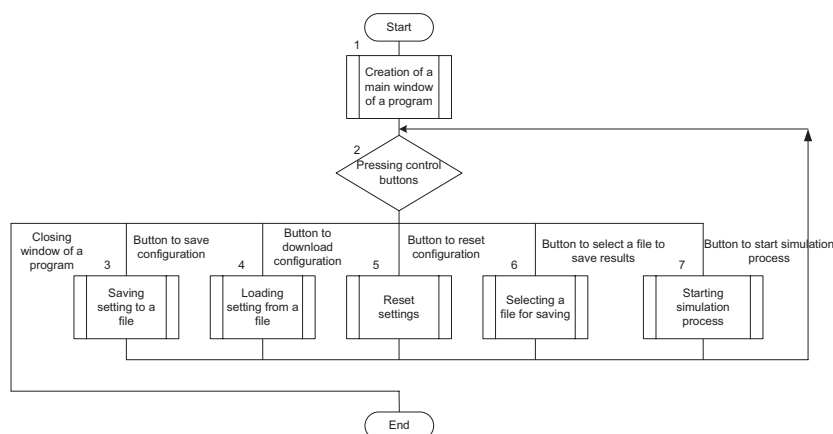 Start
1
Creation of a
main window
of a program
2
Pressing control
buttons
Closing
window of a
program
Button to save
configuration
Button to
download
configuration
Button to reset
configuration
Button to select a file to
save results
Button to start simulation
process
3
Saving
setting to a
file
4
Loading
setting from a
file
5
Reset
settings
6
Selecting a
file for saving
7
Starting
simulation
process
End